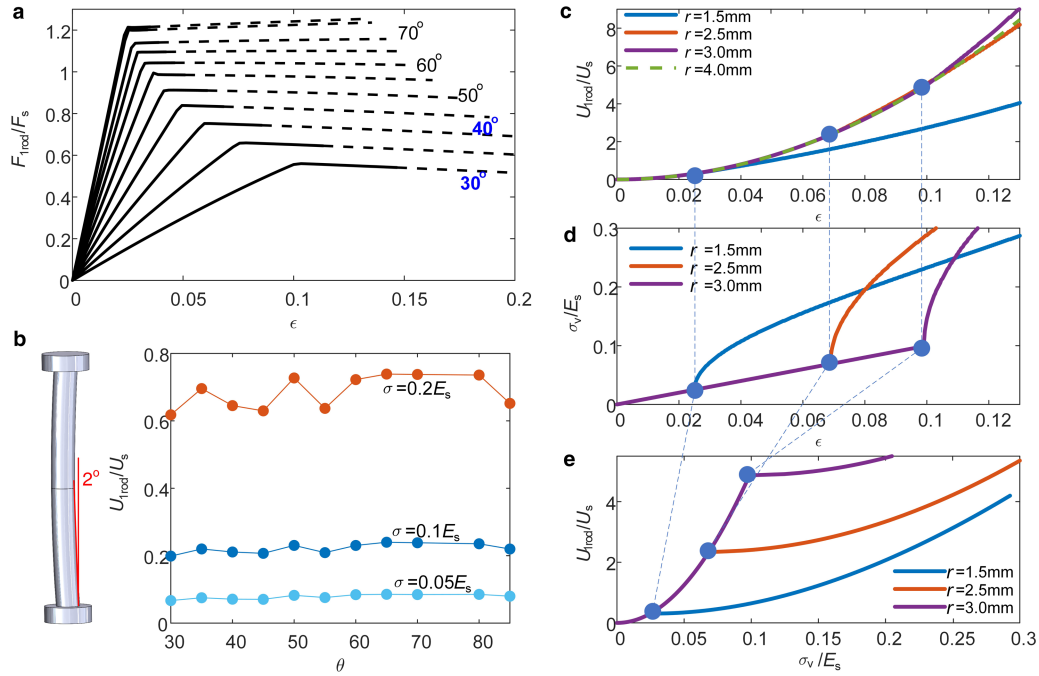 a
F1rod/Fs
1.2
1
0.8
0.6
0.4
0.2
0
70o
60o
50o
40o
30o
0
0.05
0.1
0.15
0.2
ϵ
b
2o
U1rod/Us
0.8
0.6
0.4
0.2
0
σ=0.2Es
σ=0.1Es
σ=0.05Es
30
40
50
60
70
80
θ
c
r=1.5mm
r=2.5mm
r=3.0mm
r=4.0mm
U1rod/Us
8
6
4
2
0
0
0.02
0.04
0.06
0.08
0.1
0.12
ϵ
d
r=1.5mm
r=2.5mm
r=3.0mm
σv/Es
0.3
0.2
0.1
0
0
0.02
0.04
0.06
0.08
0.1
0.12
ϵ
e
U1rod/Us
4
2
0
r=1.5mm
r=2.5mm
r=3.0mm
0
0.05
0.1
0.15
0.2
0.25
0.3
σv/Es